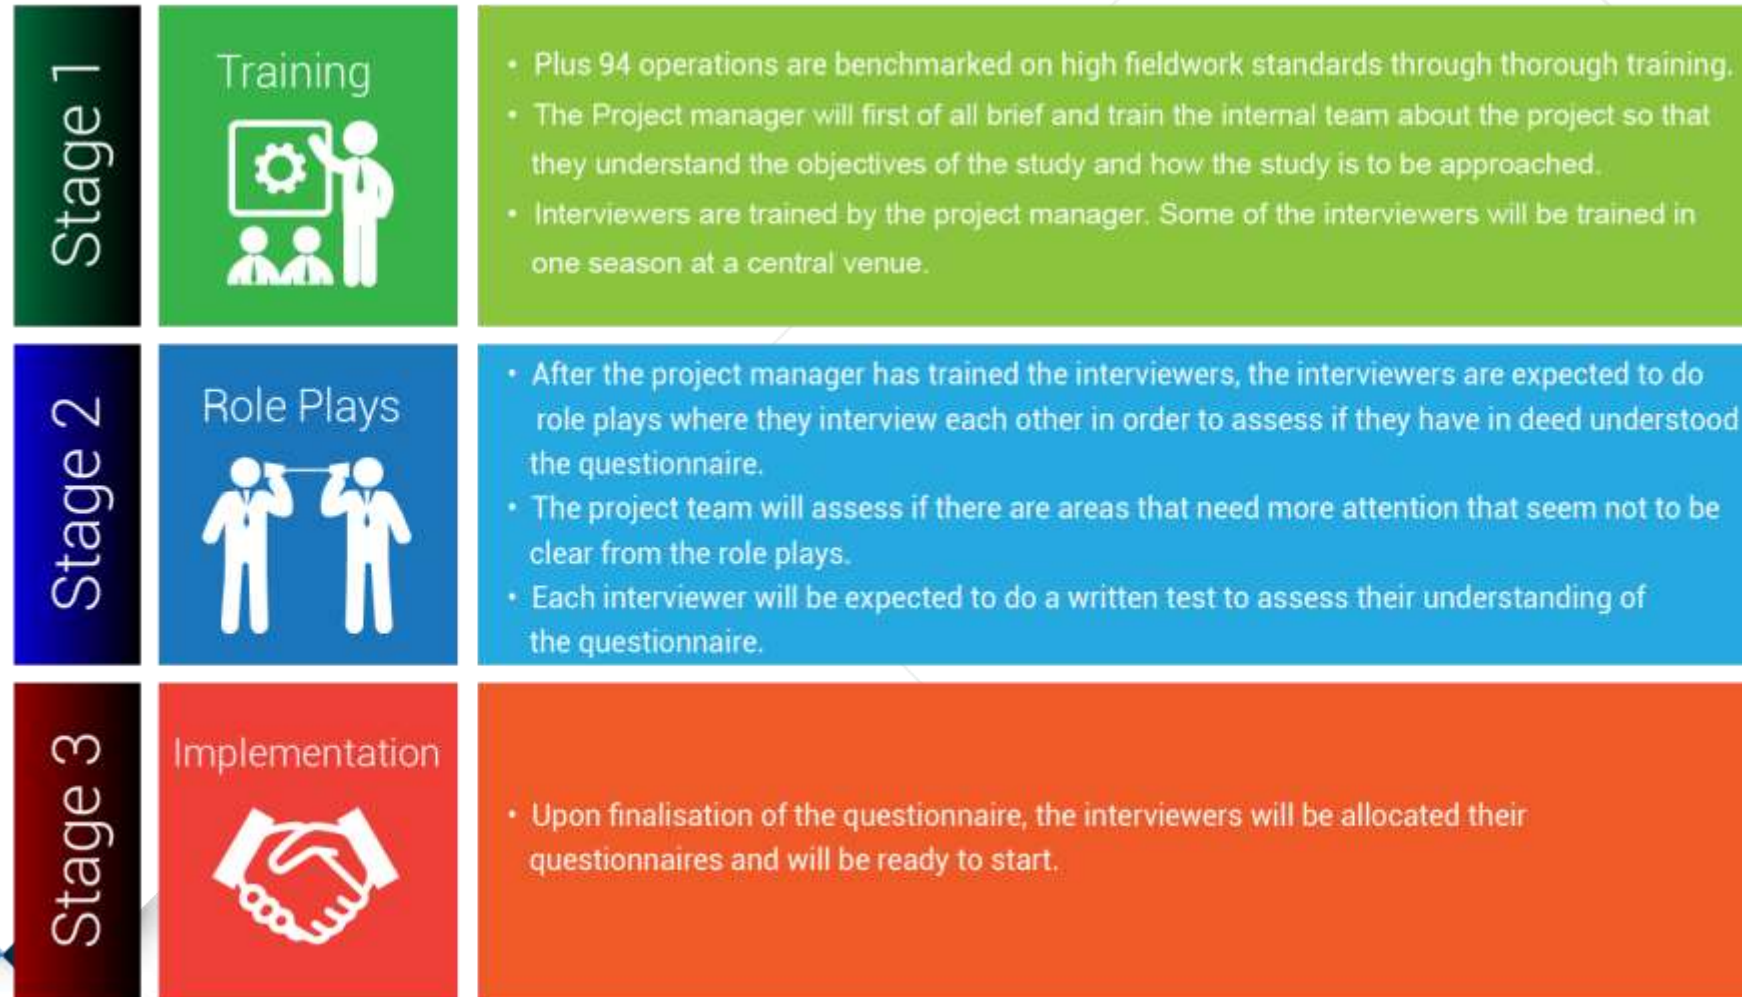 Stage 1
Training
• Plus 94 operations are benchmarked on high fieldwork standards through thorough training.
• The Project manager will first of all brief and train the internal team about the project so that
they understand the objectives of the study and how the study is to be approached.
• Interviewers are trained by the project manager. Some of the interviewers will be trained in
one season at a central venue.
Stage 2
Role Plays
• After the project manager has trained the interviewers, the interviewers are expected to do
role plays where they interview each other in order to assess if they have in deed understood
the questionnaire.
• The project team will assess if there are areas that need more attention that seem not to be
clear from the role plays.
• Each interviewer will be expected to do a written test to assess their understanding of
the questionnaire.
Stage 3
Implementation
• Upon finalisation of the questionnaire, the interviewers will be allocated their
questionnaires and will be ready to start.